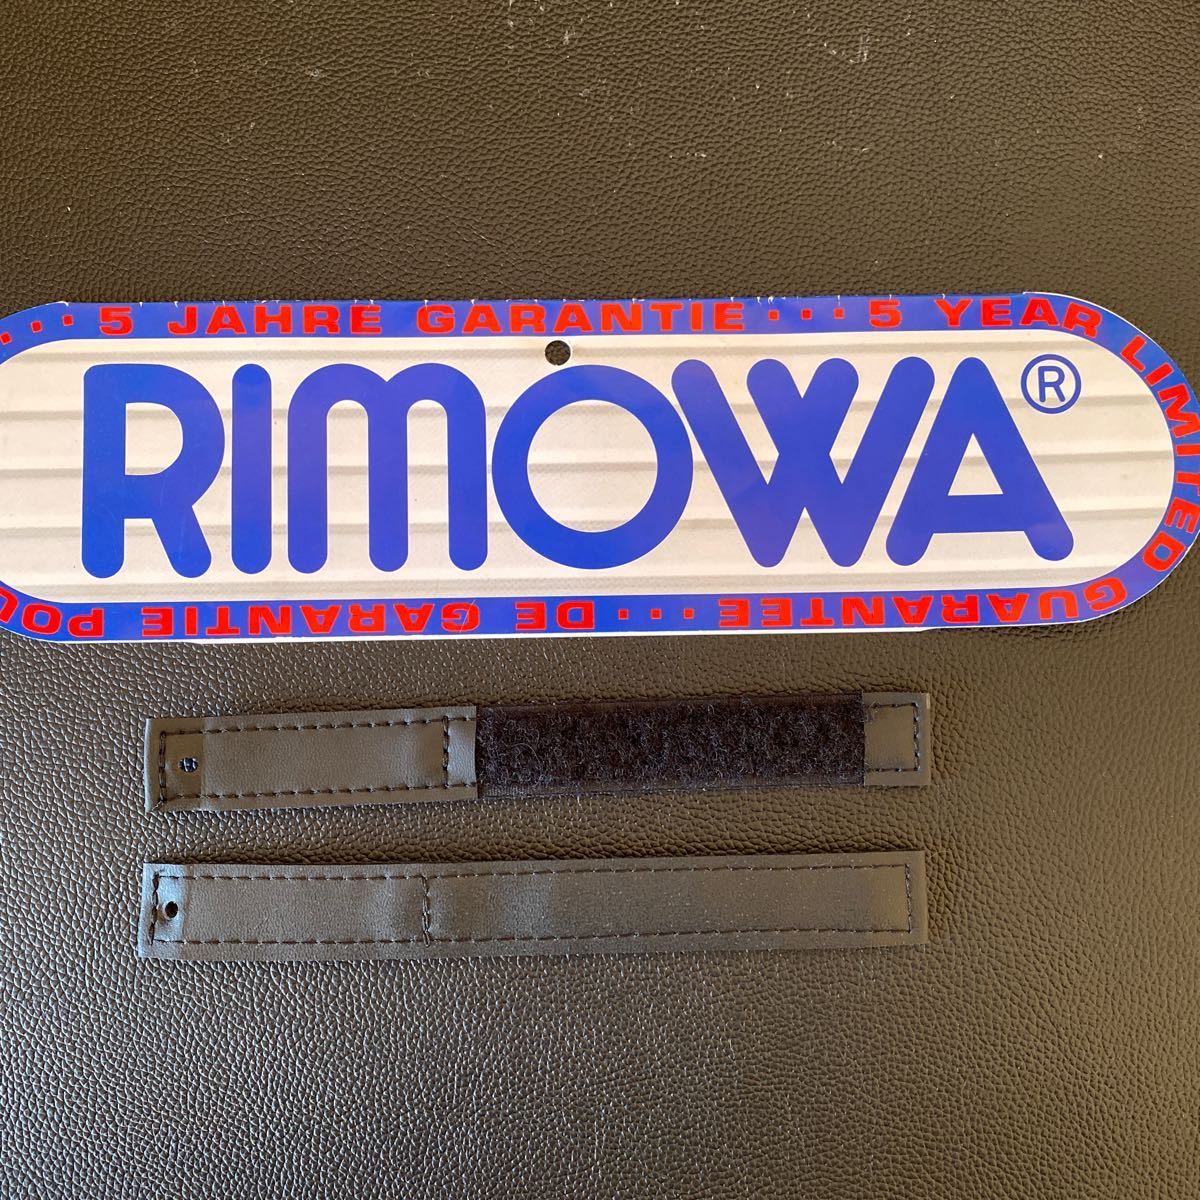 ··· 5 JAHRE GARANTIE ··· 5 YEAR LIMITED GUARANTEE ··· DE GARANTIE POU
RIMOWA®